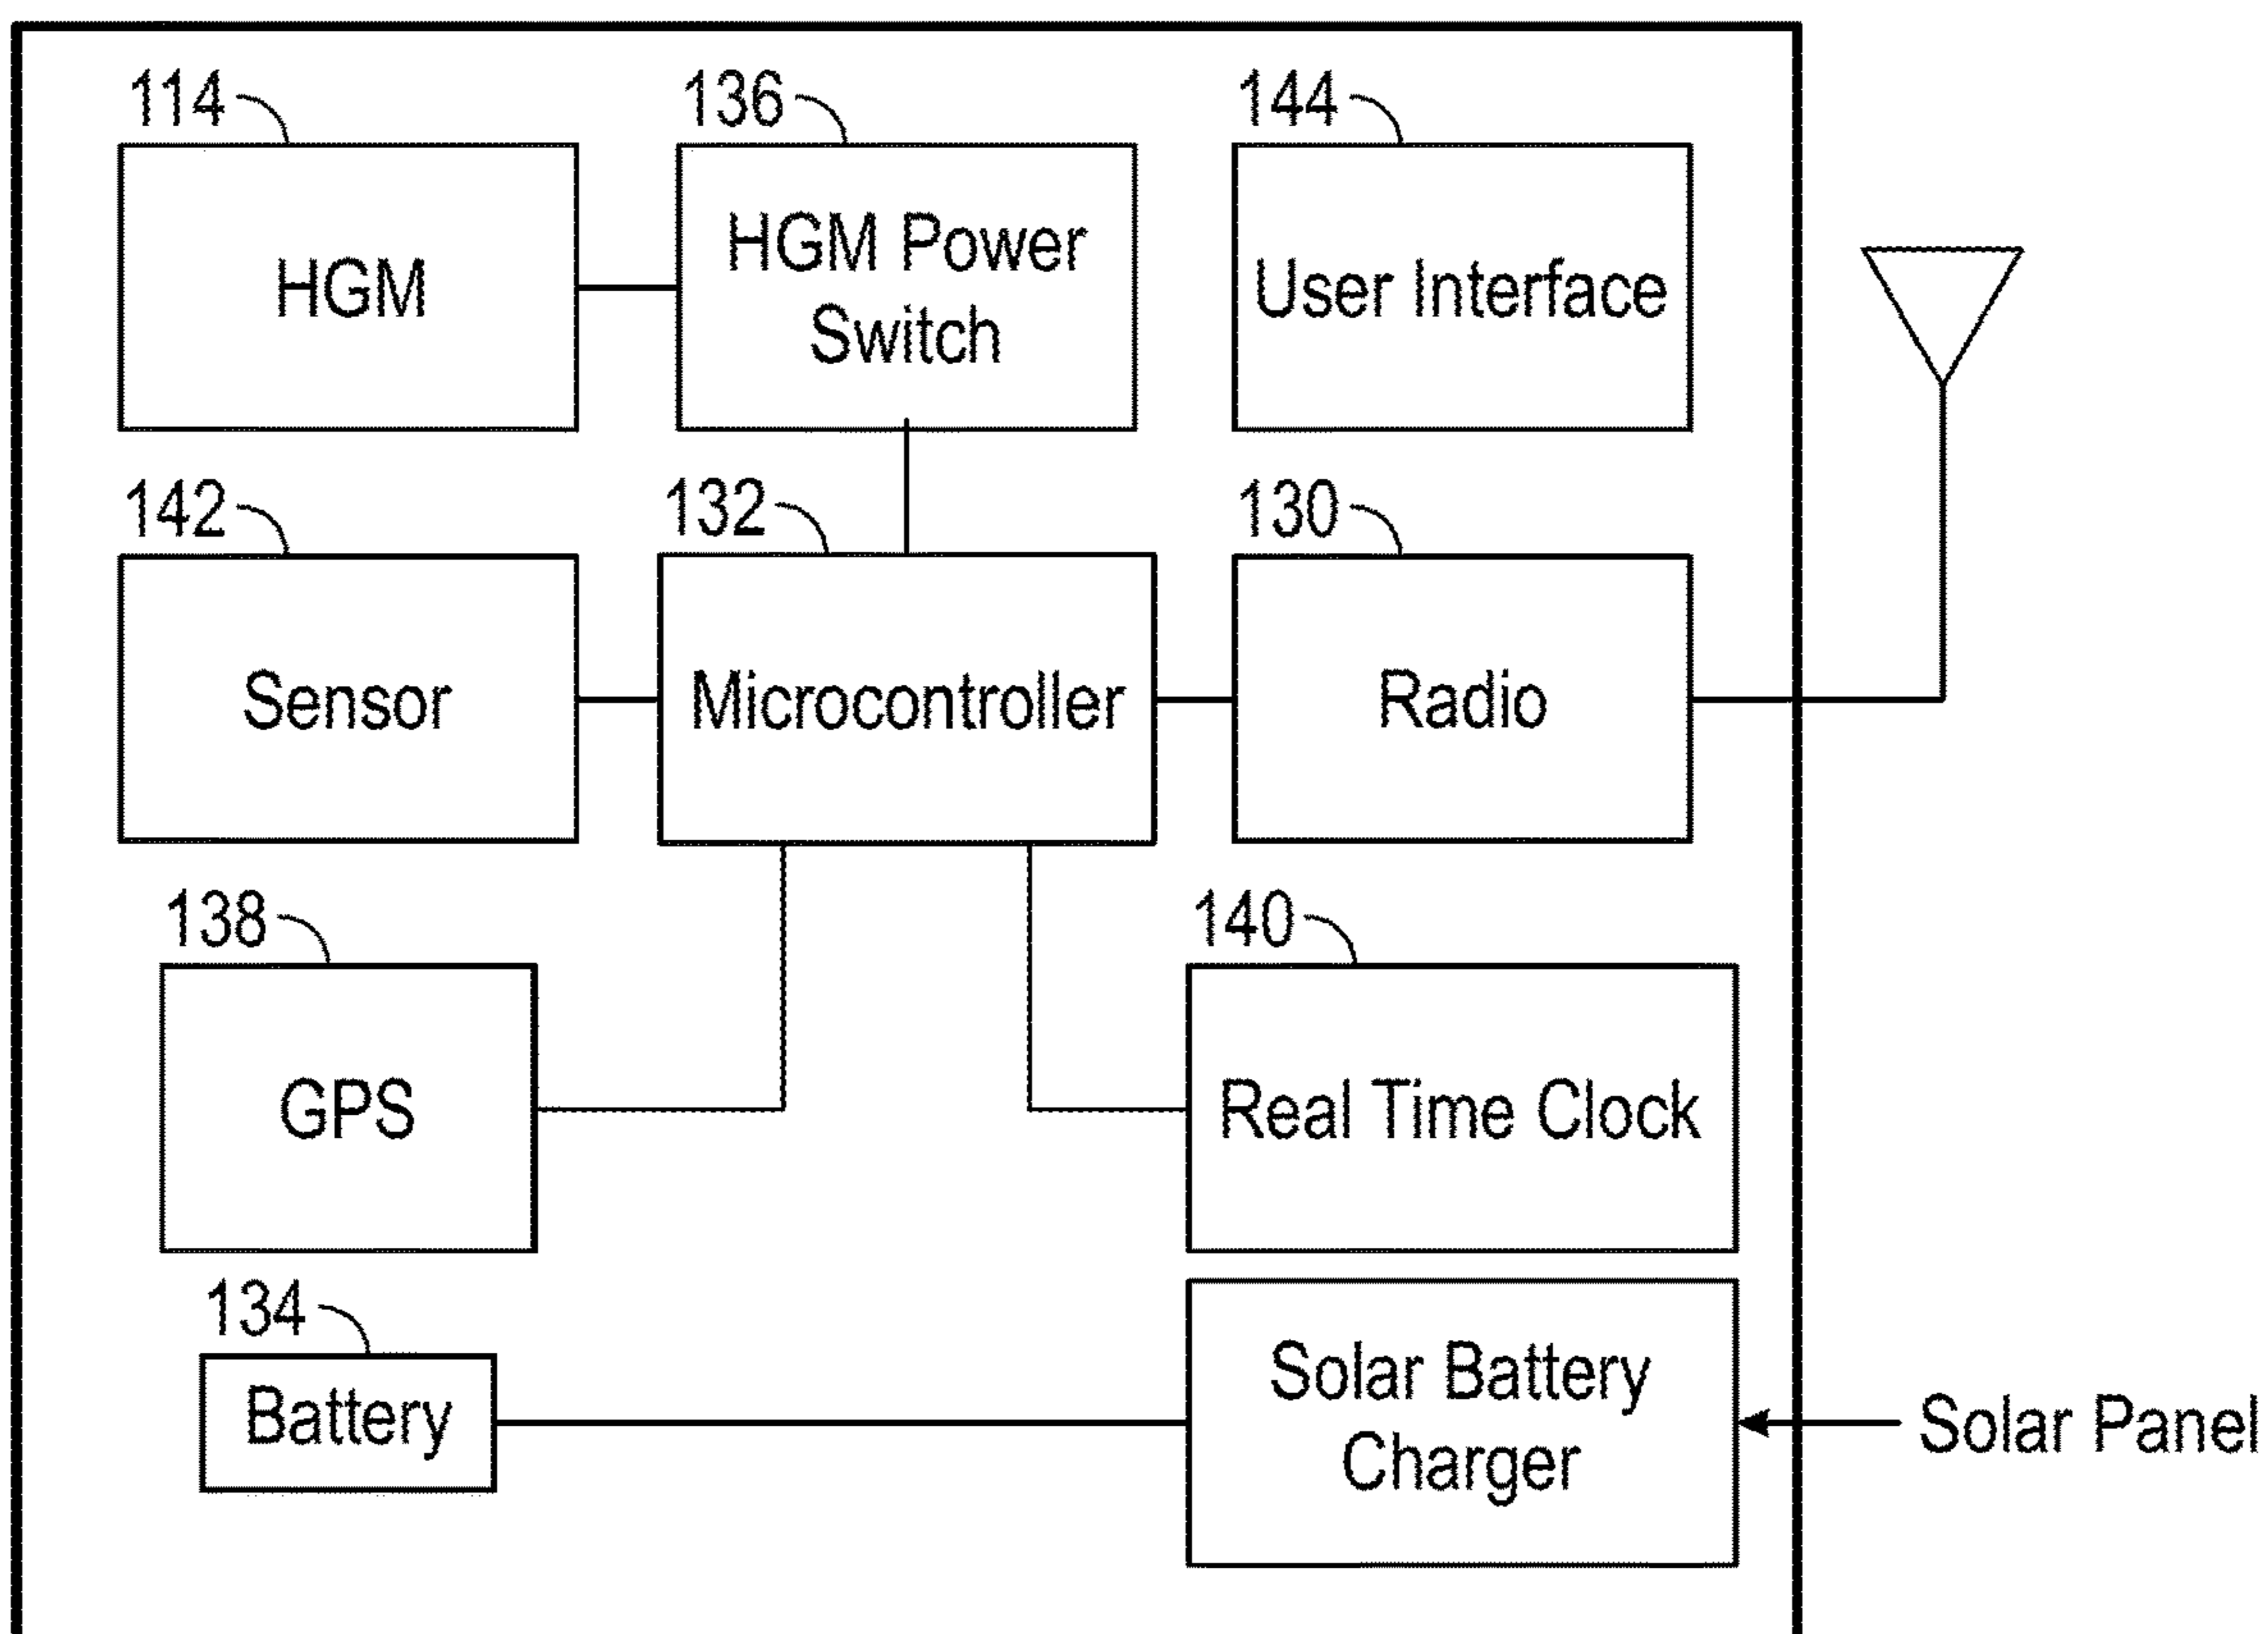 114
136
144
HGM
HGM Power
Switch
User Interface
142
132
130
Sensor
Microcontroller
Radio
138
140
GPS
Real Time Clock
134
Battery
Solar Battery
Charger
Solar Panel